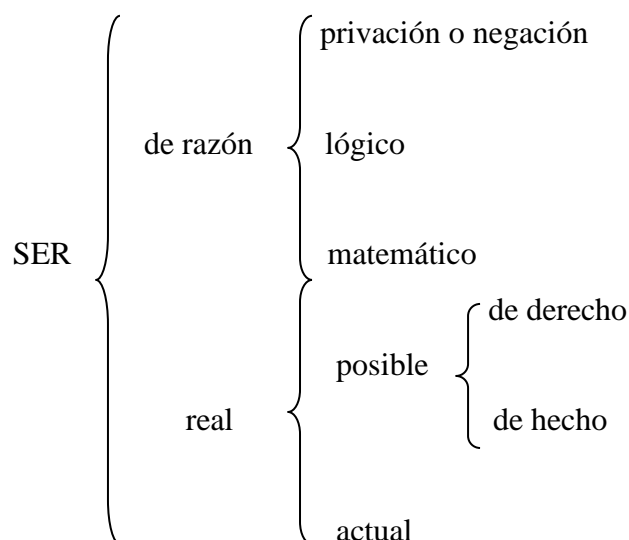 privación o negación
de razón
lógico
SER
matemático
de derecho
posible
real
de hecho
actual